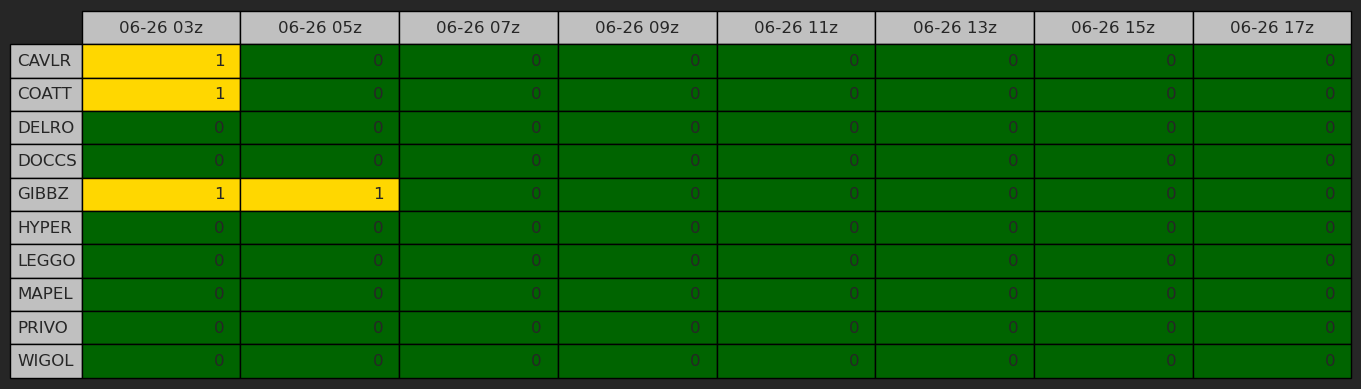 06-26 03z 06-26 05z 06-26 07z 06-26 09z 06-26 11z 06-26 13z 06-26 15z 06-26 17z
CAVLR 1 0 0 0 0 0 0 0
COATT 1 0 0 0 0 0 0 0
DELRO 0 0 0 0 0 0 0 0
DOCCS 0 0 0 0 0 0 0 0
GIBBZ 1 1 0 0 0 0 0 0
HYPER 0 0 0 0 0 0 0 0
LEGGO 0 0 0 0 0 0 0 0
MAPEL 0 0 0 0 0 0 0 0
PRIVO 0 0 0 0 0 0 0 0
WIGOL 0 0 0 0 0 0 0 0